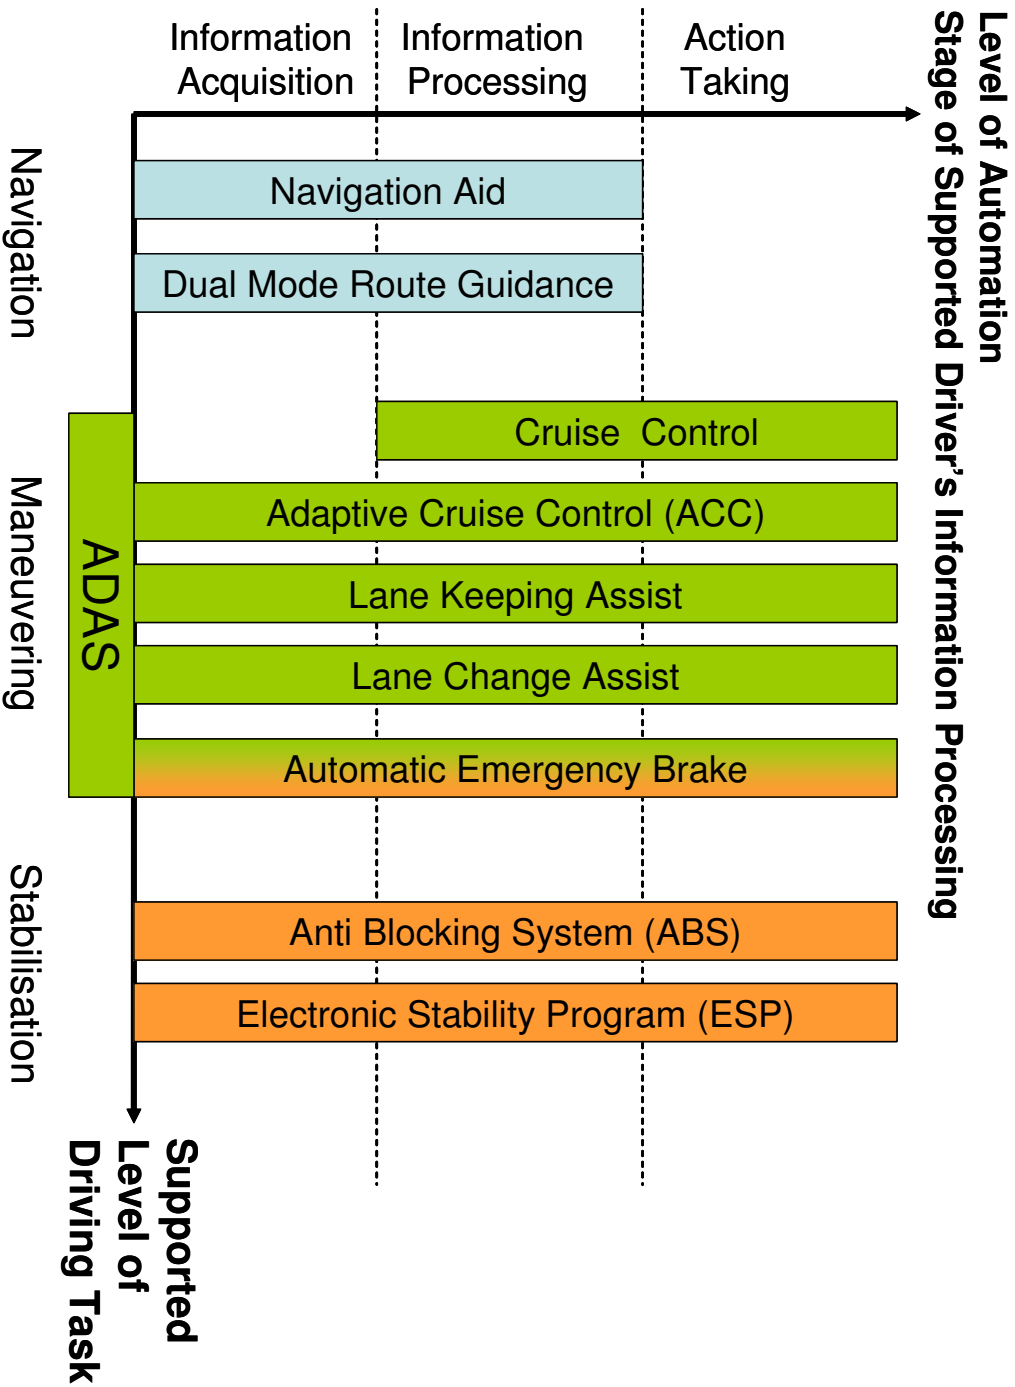 Information
Acquisition
Information
Processing
Action
Taking
Level of Automation
Stage of Supported Driver's Information Processing
Navigation
Navigation Aid
Dual Mode Route Guidance
Maneuvering
ADAS
Cruise Control
Adaptive Cruise Control (ACC)
Lane Keeping Assist
Lane Change Assist
Automatic Emergency Brake
Stabilisation
Anti Blocking System (ABS)
Electronic Stability Program (ESP)
Supported
Level of
Driving Task